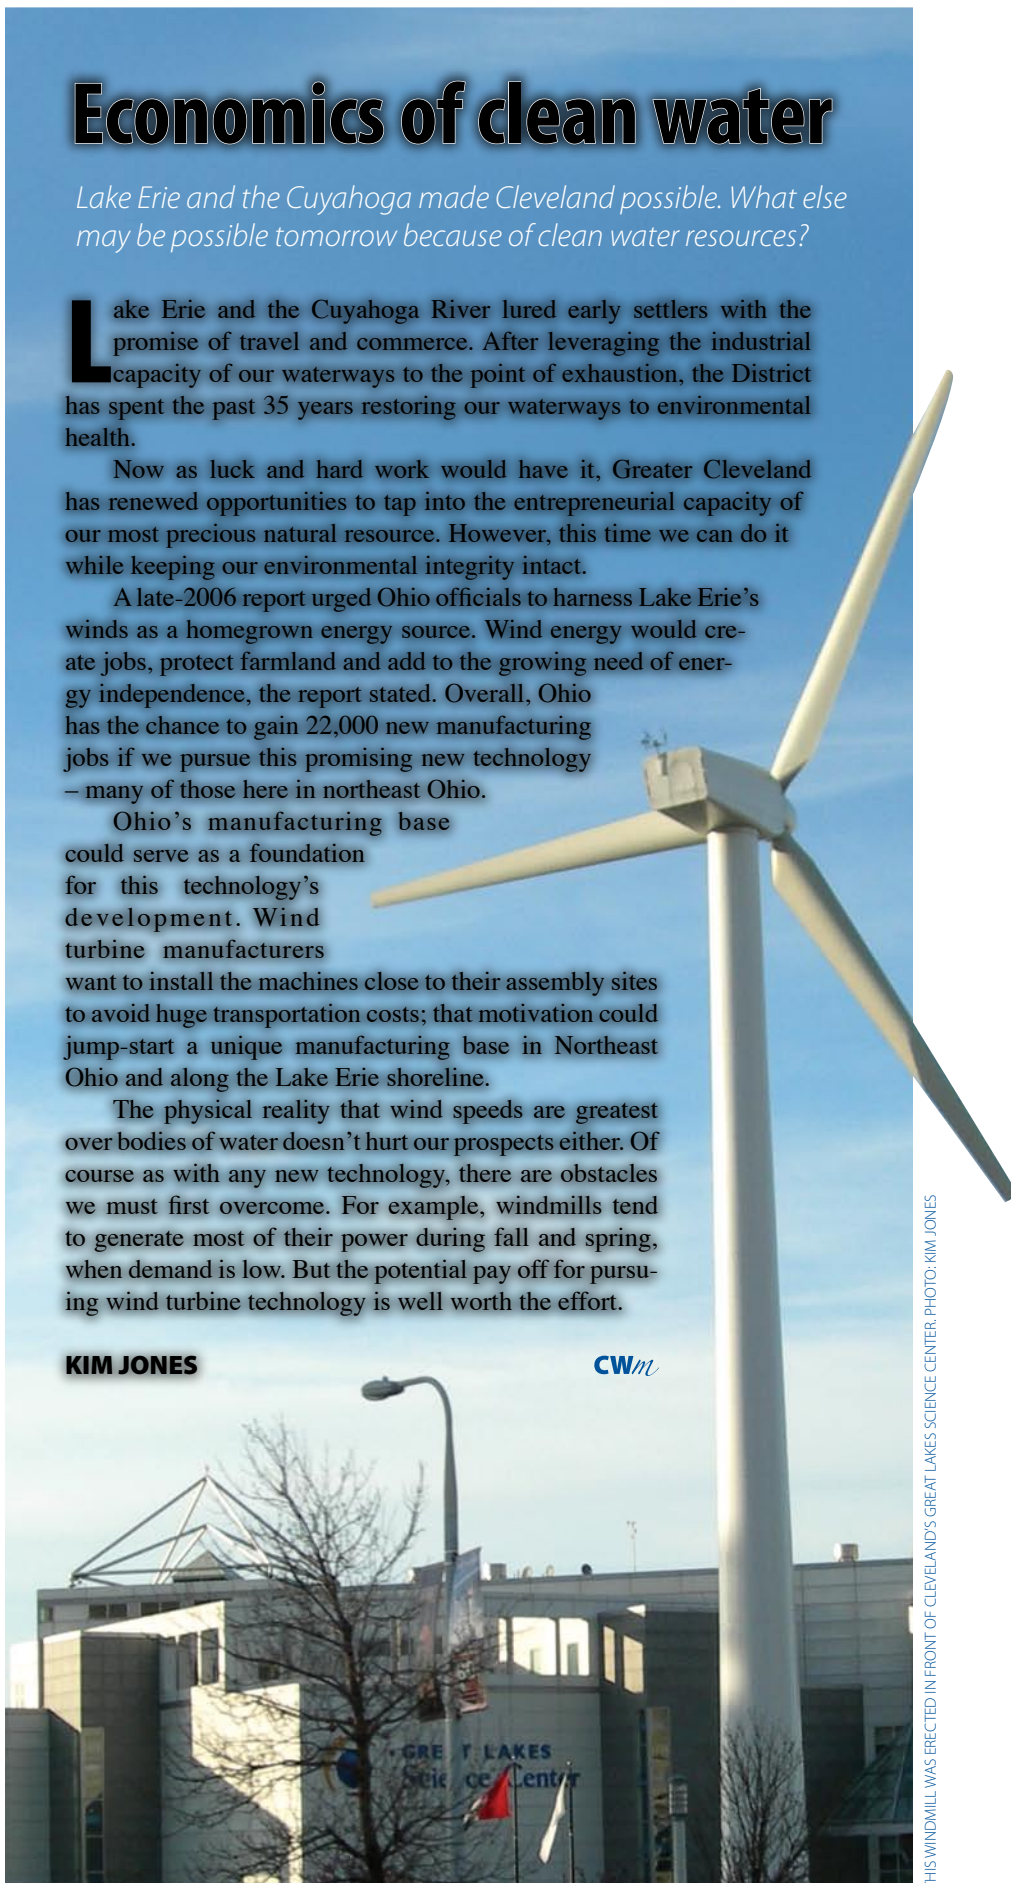 Economics of clean water
Lake Erie and the Cuyahoga made Cleveland possible. What else
may be possible tomorrow because of clean water resources?
Lake Erie and the Cuyahoga River lured early settlers with the
promise of travel and commerce. After leveraging the industrial
capacity of our waterways to the point of exhaustion, the District
has spent the past 35 years restoring our waterways to environmental
health.
Now as luck and hard work would have it, Greater Cleveland
has renewed opportunities to tap into the entrepreneurial capacity of
our most precious natural resource. However, this time we can do it
while keeping our environmental integrity intact.
A late-2006 report urged Ohio officials to harness Lake Erie's
winds as a homegrown energy source. Wind energy would cre-
ate jobs, protect farmland and add to the growing need of ener-
gy independence, the report stated. Overall, Ohio
has the chance to gain 22,000 new manufacturing
jobs if we pursue this promising new technology
– many of those here in northeast Ohio.
Ohio's manufacturing base
could serve as a foundation
for this technology's
development. Wind
turbine manufacturers
want to install the machines close to their assembly sites
to avoid huge transportation costs; that motivation could
jump-start a unique manufacturing base in Northeast
Ohio and along the Lake Erie shoreline.
The physical reality that wind speeds are greatest
over bodies of water doesn't hurt our prospects either. Of
course as with any new technology, there are obstacles
we must first overcome. For example, windmills tend
to generate most of their power during fall and spring,
when demand is low. But the potential pay off for pursu-
ing wind turbine technology is well worth the effort.
KIM JONES
CWm
GREAT LAKES
Science Center
THIS WINDMILL WAS ERECTED IN FRONT OF CLEVELAND'S GREAT LAKES SCIENCE CENTER. PHOTO: KIM JONES